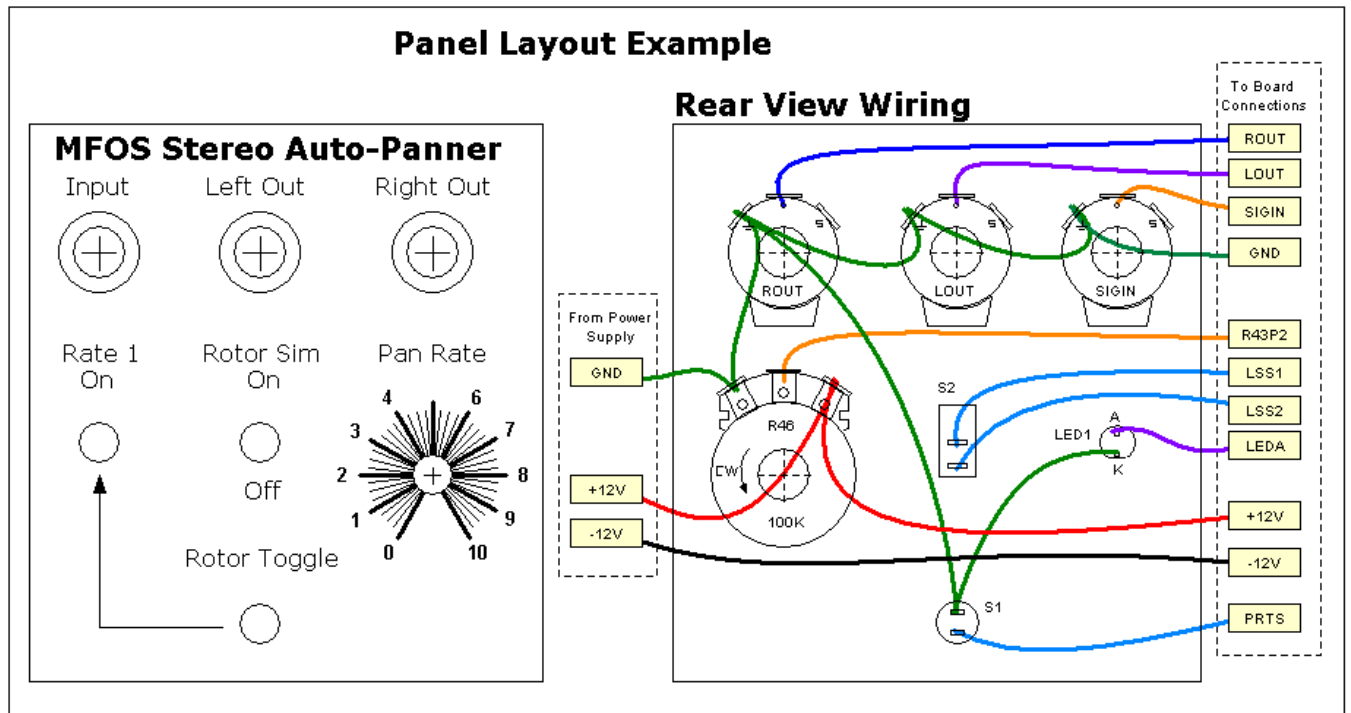 Panel Layout Example
MFOS Stereo Auto-Panner
Input
Left Out
Right Out
Rate 1
On
Rotor Sim
On
Pan Rate
4
6
3
7
2
8
1
9
0
10
Off
Rotor Toggle
Rear View Wiring
From Power
Supply
GND
+12V
-12V
S
ROUT
S
LOUT
S
SIGIN
R46
CW
100K
S2
A
LED1
K
S1
To Board
Connections
ROUT
LOUT
SIGIN
GND
R43P2
LSS1
LSS2
LEDA
+12V
-12V
PRTS